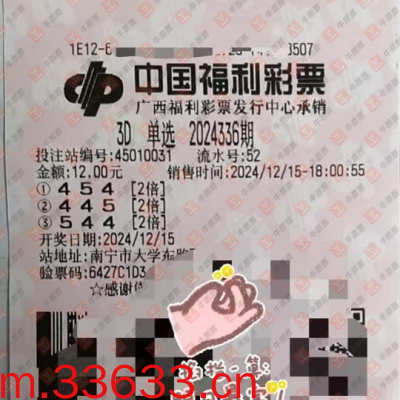 1E12-6 3507
中国福利彩票
广西福利彩票发行中心承销
3D 单选 2024336期
投注站编号:45010031 流水号:52
金额:12.00元 销售时间:2024/12/15-18:00:55
① 4 5 4 [2倍]
② 4 4 5 [2倍]
③ 5 4 4 [2倍]
开奖日期:2024/12/15
站地址:南宁市大学东路
验票码:6427C1D3
☆感谢
m.33633.cn